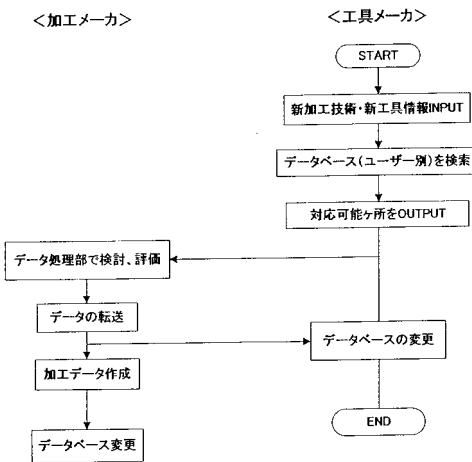 <加工メーカ>
<工具メーカ>
START
新加工技術・新工具情報INPUT
データベース(ユーザー別)を検索
対応可能ヶ所をOUTPUT
データ処理部で検討、評価
データの転送
データベースの変更
加工データ作成
END
データベース変更